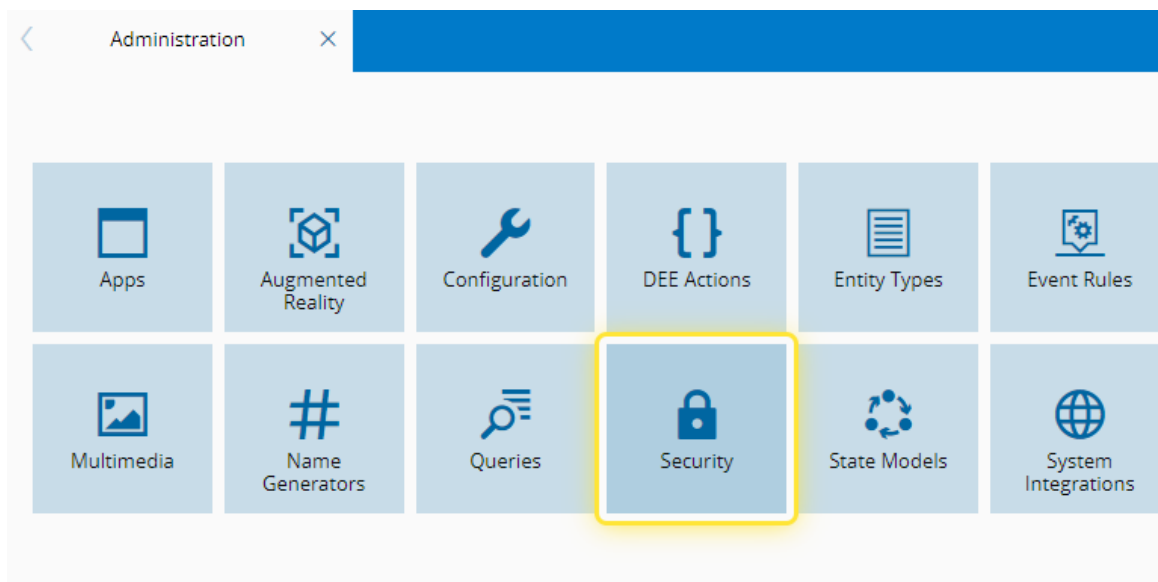 Administration
Apps
Augmented
Reality
Configuration
DEE Actions
Entity Types
Event Rules
Multimedia
Name
Generators
Queries
Security
State Models
System
Integrations